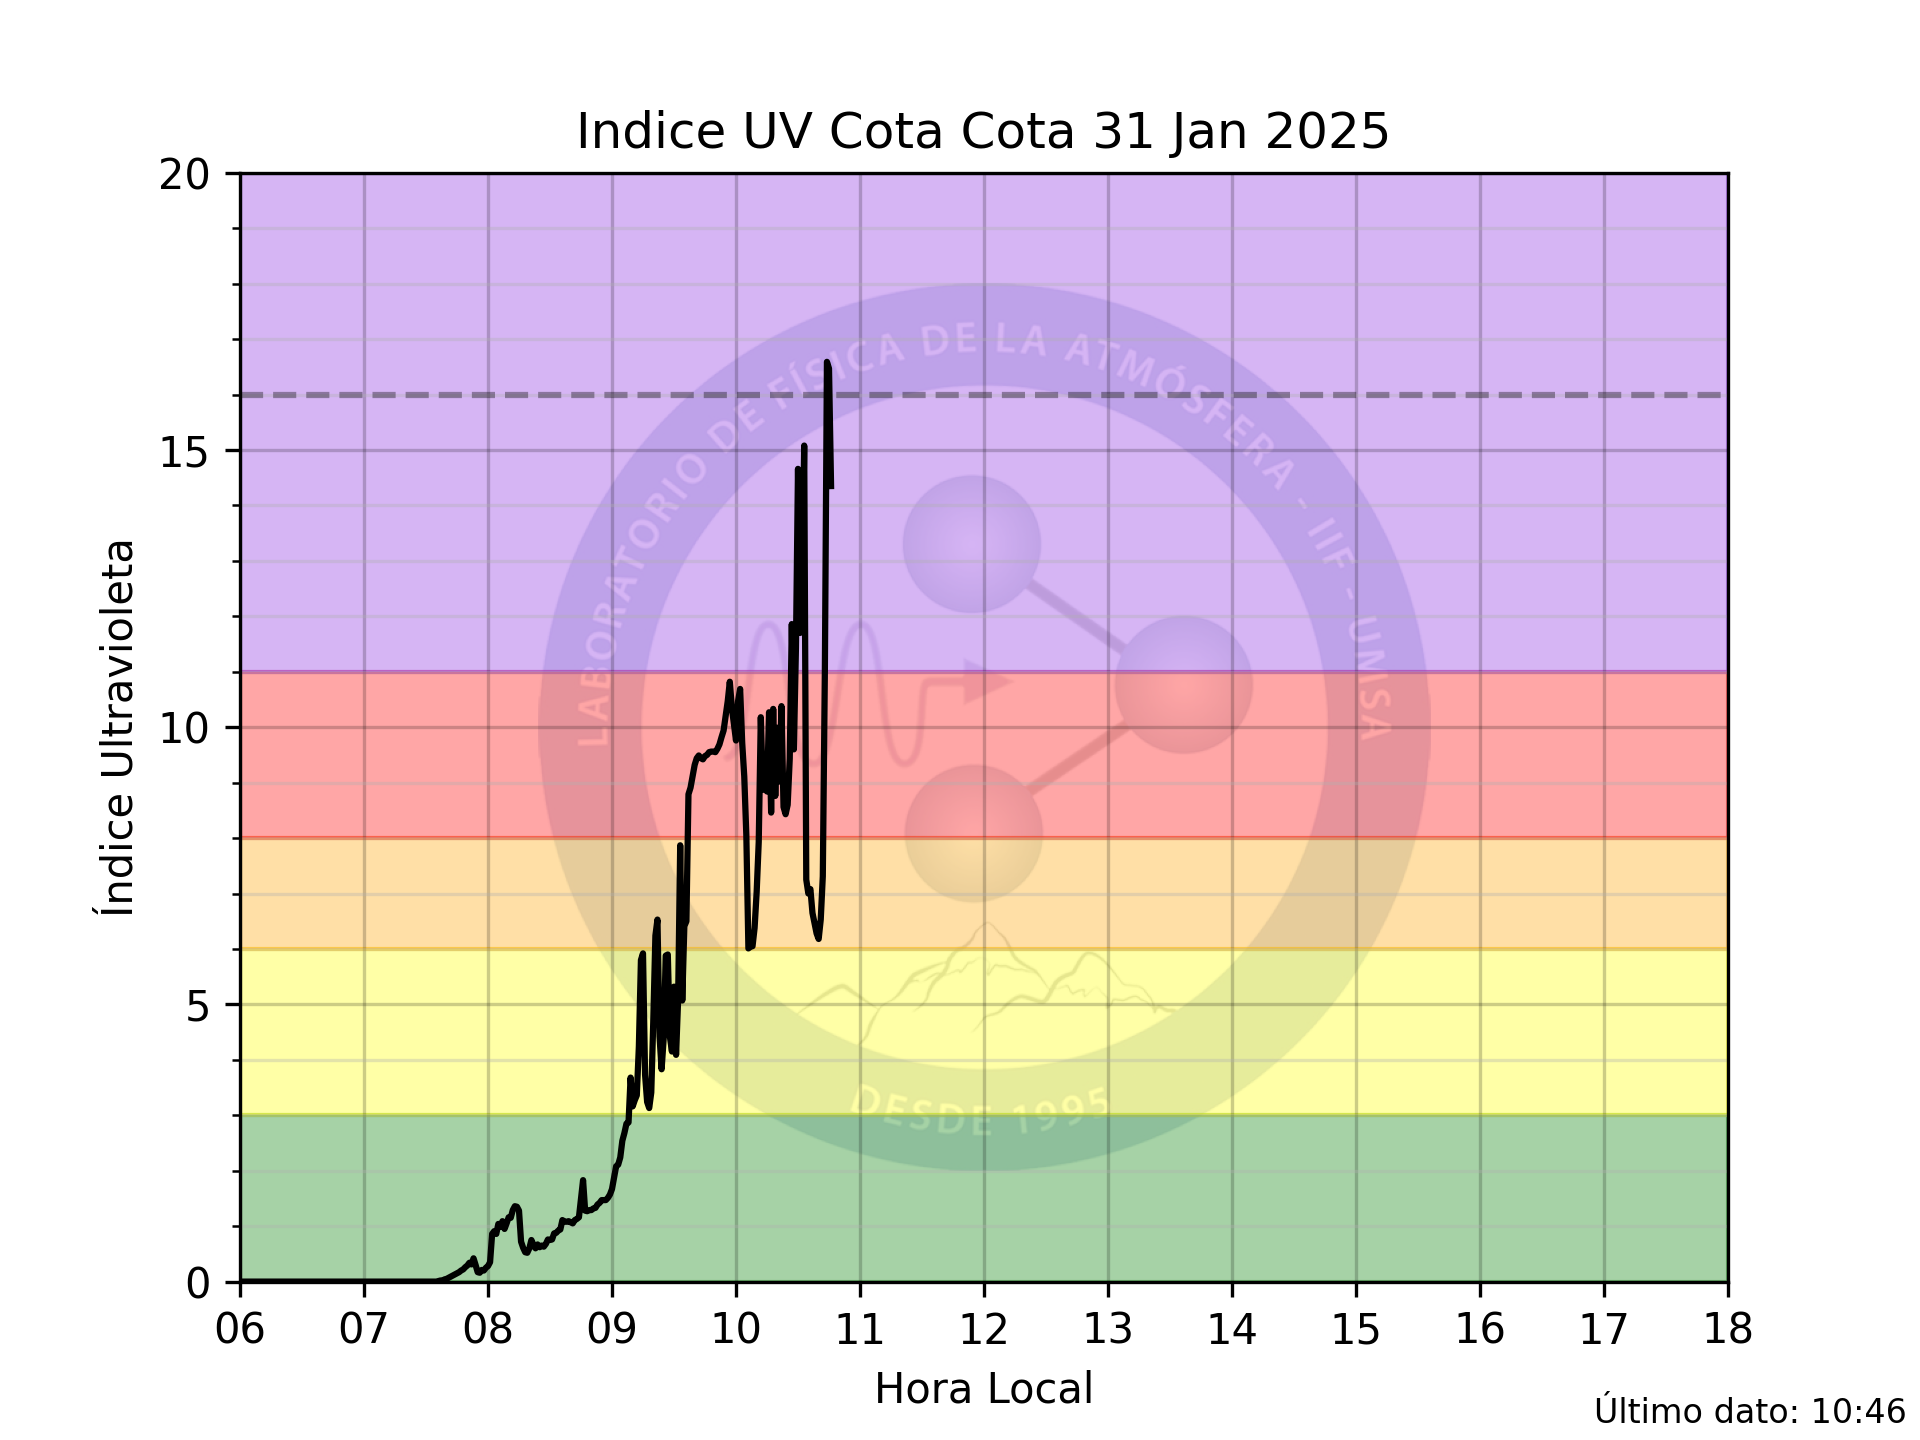 Indice UV Cota Cota 31 Jan 2025
20
15
10
5
0
Índice Ultravioleta
LABORATORIO DE FÍSICA DE LA ATMÓSFERA - IIF - UMSA
DESDE 1995
06 07 08 09 10 11 12 13 14 15 16 17 18
Hora Local
Último dato: 10:46